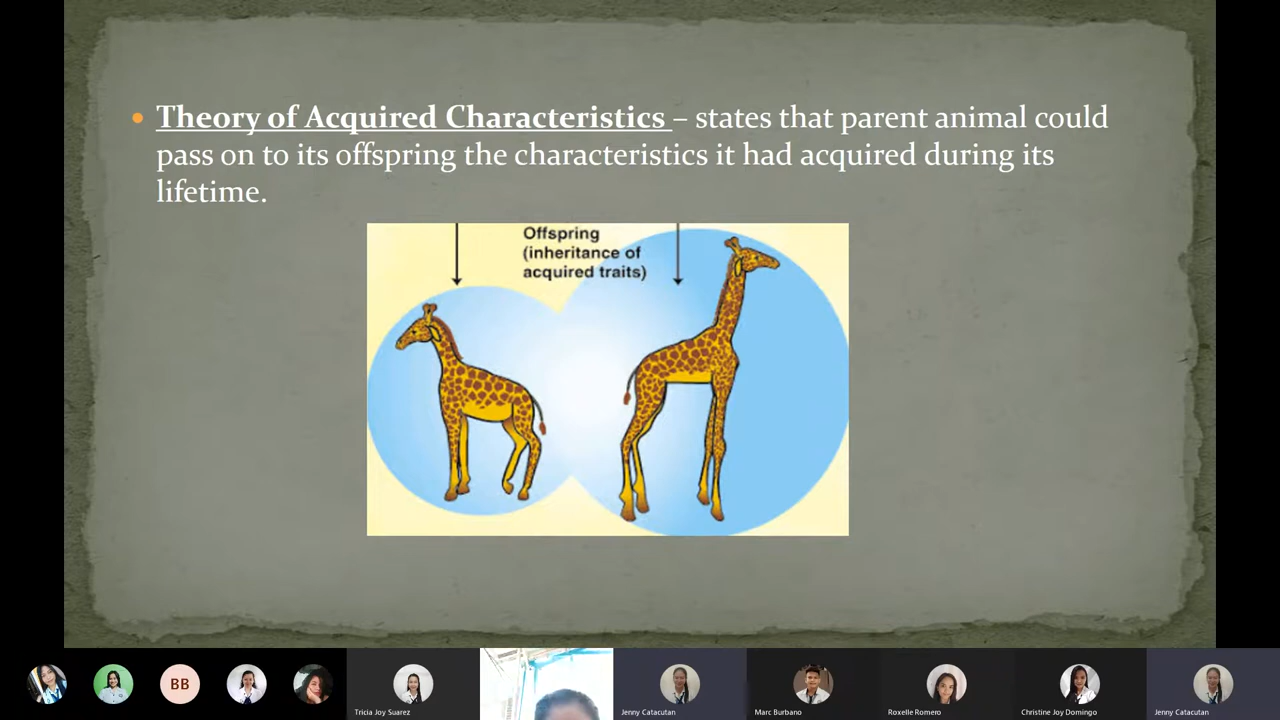 Theory of Acquired Characteristics – states that parent animal could
pass on to its offspring the characteristics it had acquired during its
lifetime.
Offspring
(inheritance of
acquired traits)
BB
Tricia Joy Suarez
Jenny Catacutan
Marc Burbano
Roxelle Romero
Christine Joy Domingo
Jenny Catacutan